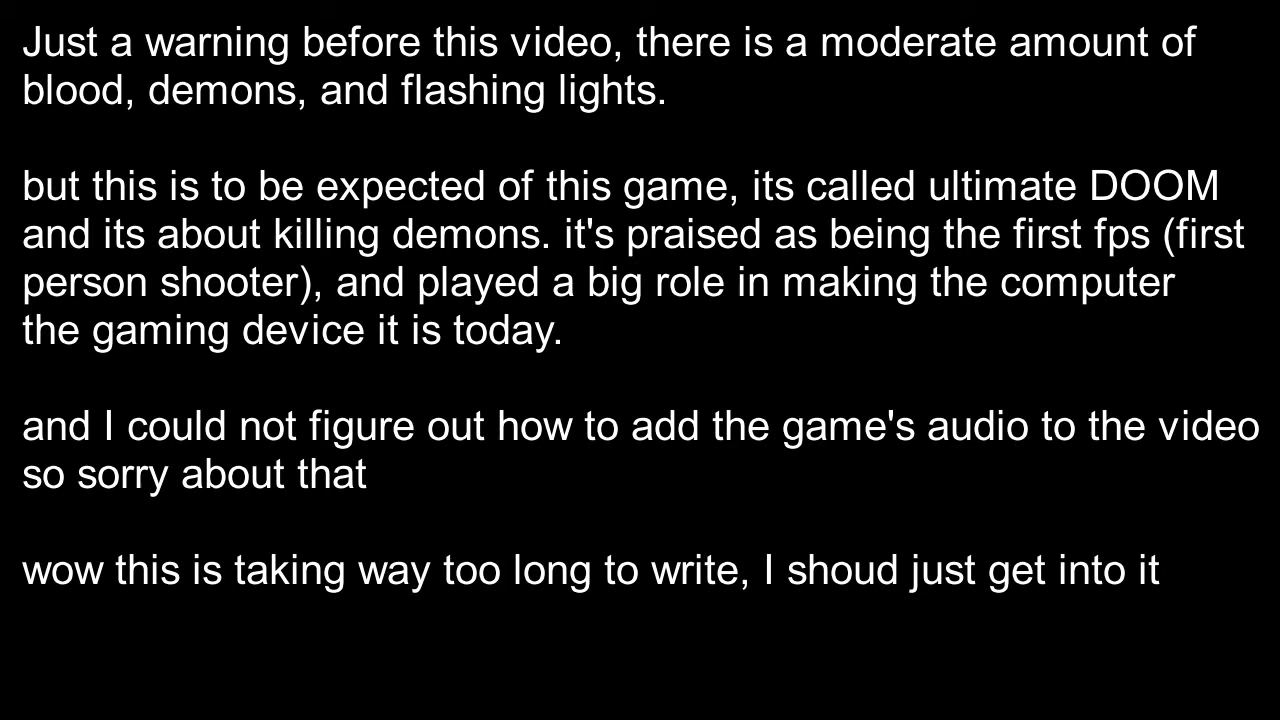 Just a warning before this video, there is a moderate amount of
blood, demons, and flashing lights.
but this is to be expected of this game, its called ultimate DOOM
and its about killing demons. it's praised as being the first fps (first
person shooter), and played a big role in making the computer
the gaming device it is today.
and I could not figure out how to add the game's audio to the video
so sorry about that
wow this is taking way too long to write, I shoud just get into it